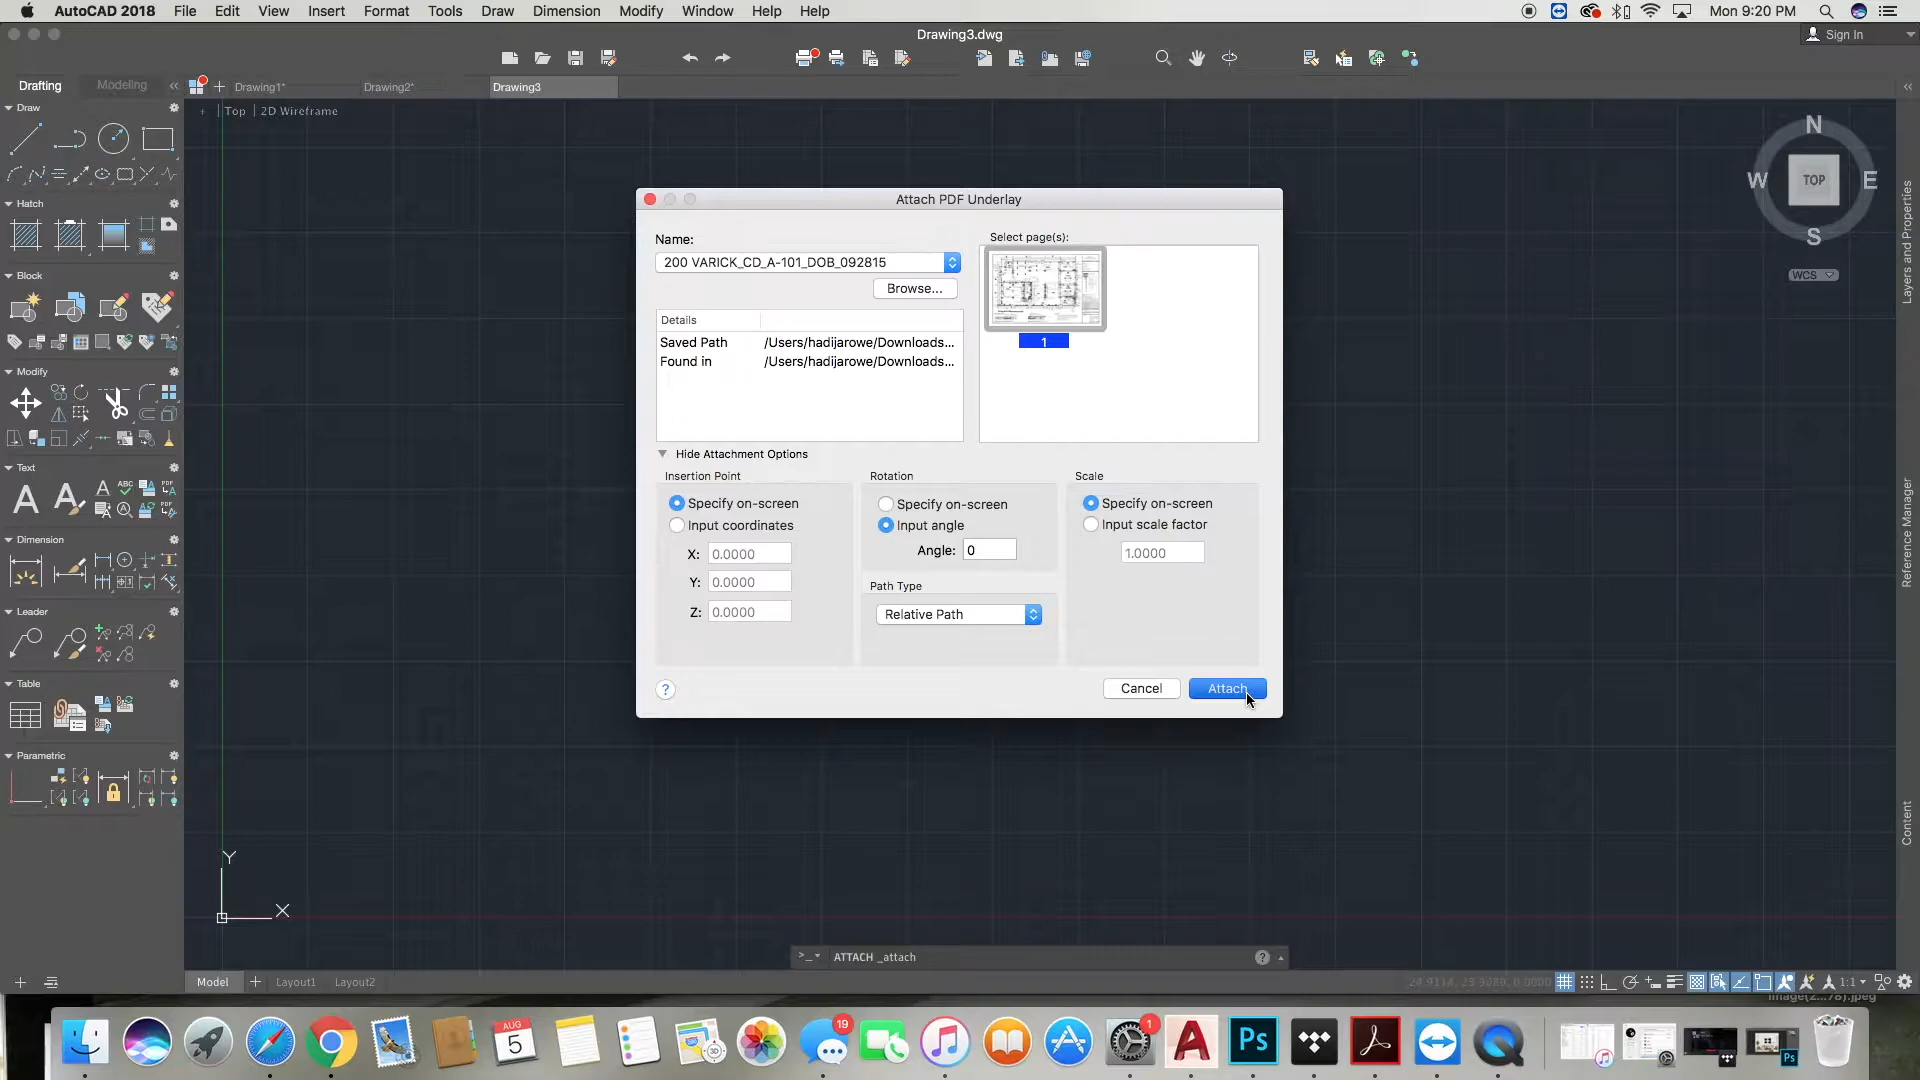 AutoCAD 2018 File Edit View Insert Format Tools Draw Dimension Modify Window Help Help Mon 9:20 PM
Drawing3.dwg Sign In
Drafting Modeling Drawing1* Drawing2* Drawing3
Draw
+ | Top | 2D Wireframe
N
W TOP E
S
WCS
Hatch
Block
Modify
Text
Dimension
Leader
Table
Parametric
Layers and Properties
Reference Manager
Content
Attach PDF Underlay
Name:
200 VARICK_CD_A-101_DOB_092815
Browse...
Select page(s):
1
Details
Saved Path /Users/hadijarowe/Downloads...
Found in /Users/hadijarowe/Downloads...
Hide Attachment Options
Insertion Point
Specify on-screen
Input coordinates
X: 0.0000
Y: 0.0000
Z: 0.0000
Rotation
Specify on-screen
Input angle
Angle: 0
Path Type
Relative Path
Scale
Specify on-screen
Input scale factor
1.0000
? Cancel Attach
Y
X
>_ ATTACH _attach ?
Model + Layout1 Layout2 1:1
AUG
5
3D
19
1
Ps
Ps